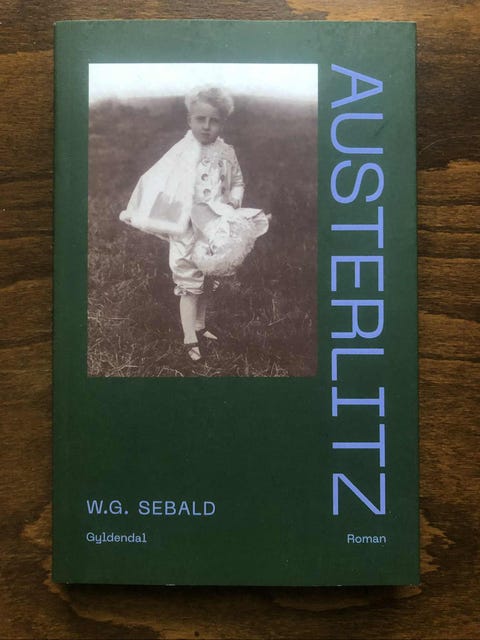 AUSTERLITZ
W.G. SEBALD
Gyldendal
Roman